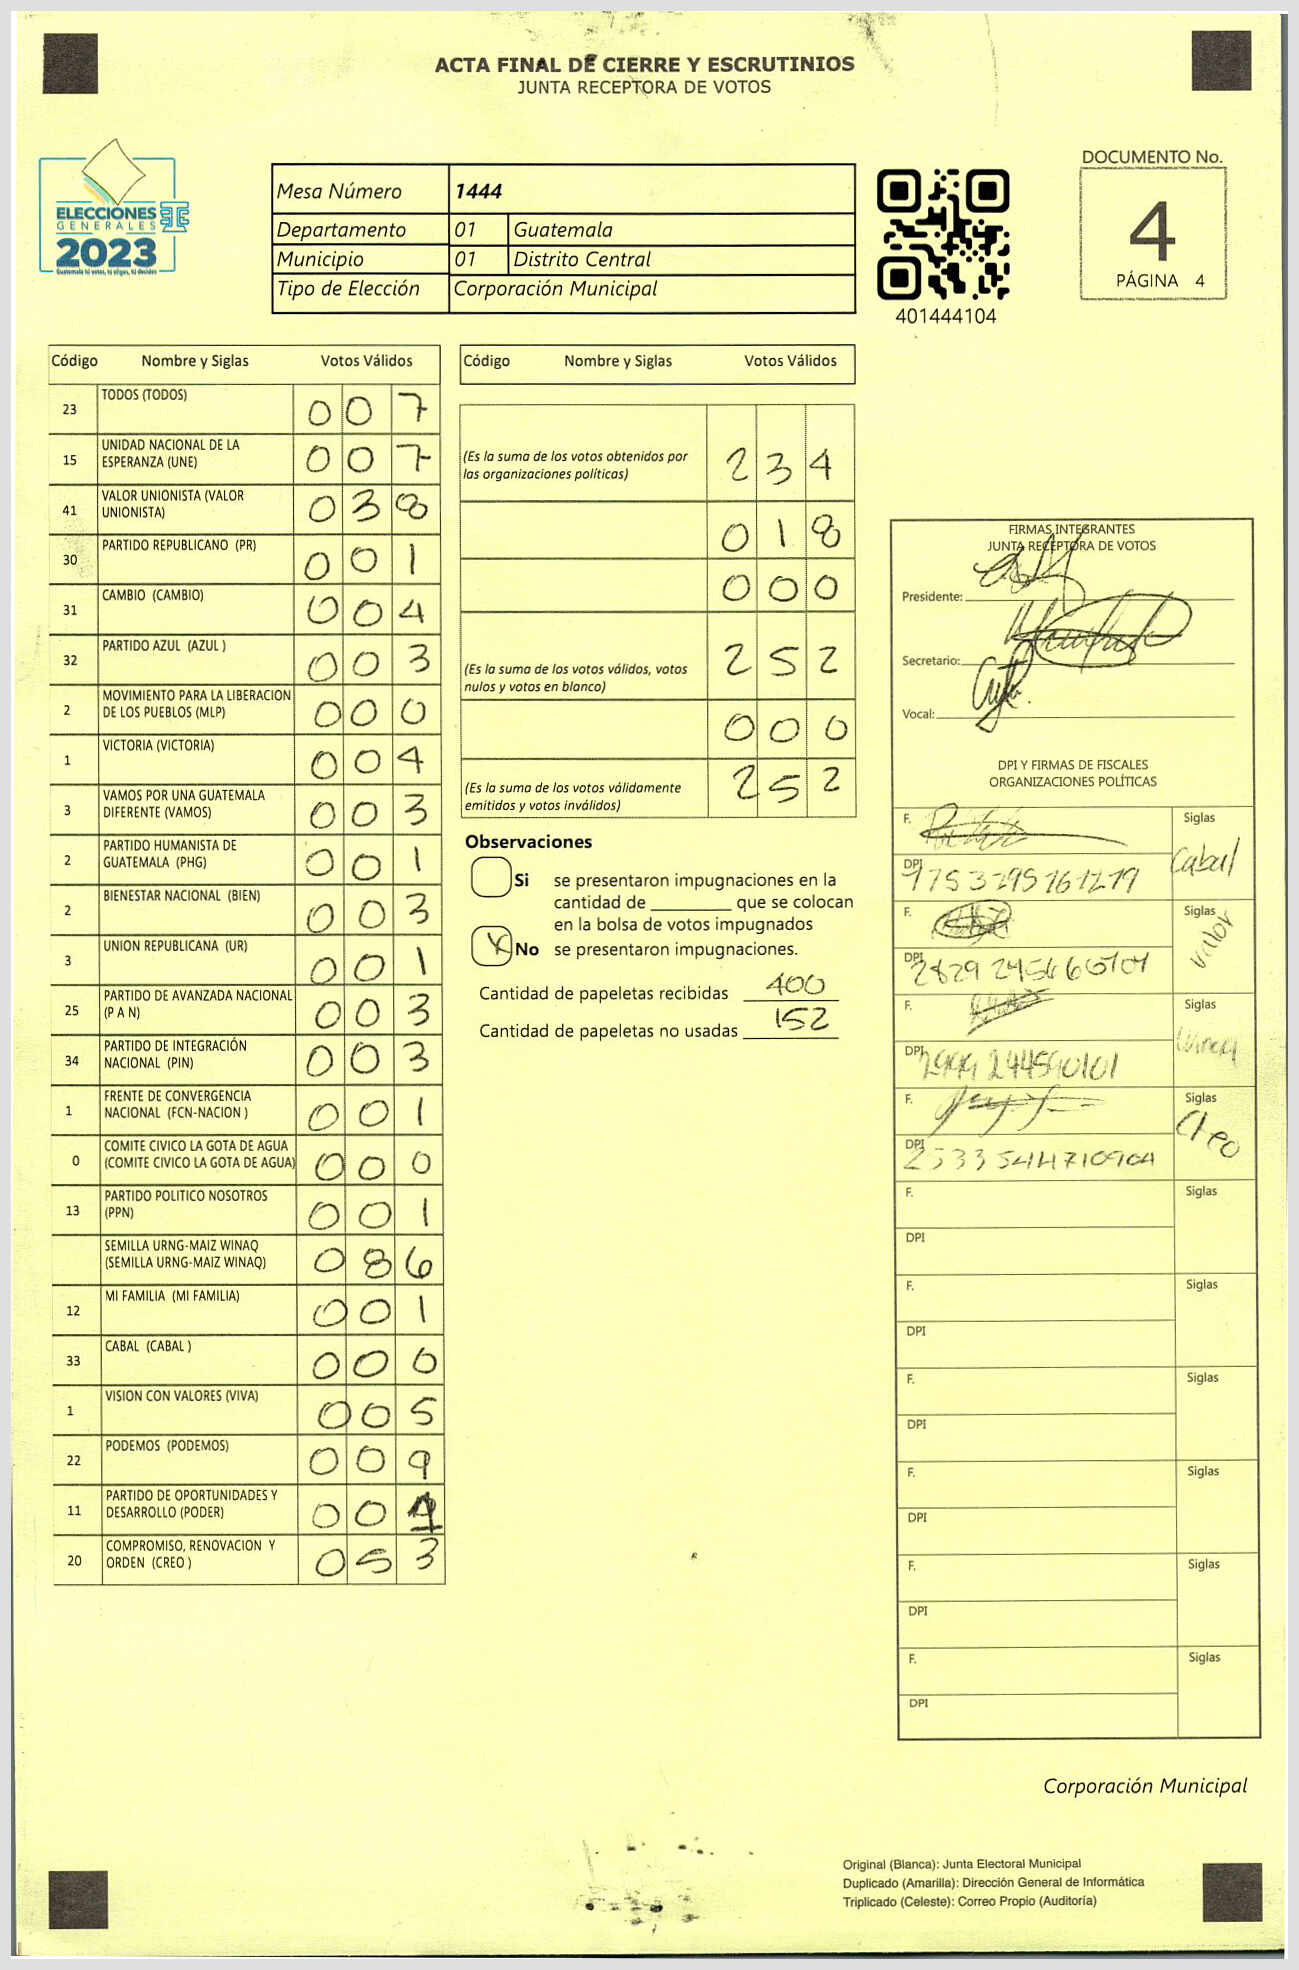 ACTA FINAL DE CIERRE Y ESCRUTINIOS
JUNTA RECEPTORA DE VOTOS
ELECCIONES
GENERALES
2023
Guatemala tú votas, tú eliges, tú decides
Mesa Número 1444
Departamento 01 Guatemala
Municipio 01 Distrito Central
Tipo de Elección Corporación Municipal
401444104
DOCUMENTO No.
4
PÁGINA 4
Código Nombre y Siglas Votos Válidos
23 TODOS (TODOS) 0 0 7
15 UNIDAD NACIONAL DE LA
ESPERANZA (UNE) 0 0 7
41 VALOR UNIONISTA (VALOR
UNIONISTA) 0 3 8
30 PARTIDO REPUBLICANO (PR) 0 0 1
31 CAMBIO (CAMBIO) 0 0 4
32 PARTIDO AZUL (AZUL ) 0 0 3
2 MOVIMIENTO PARA LA LIBERACION
DE LOS PUEBLOS (MLP) 0 0 0
1 VICTORIA (VICTORIA) 0 0 4
3 VAMOS POR UNA GUATEMALA
DIFERENTE (VAMOS) 0 0 3
2 PARTIDO HUMANISTA DE
GUATEMALA (PHG) 0 0 1
2 BIENESTAR NACIONAL (BIEN) 0 0 3
3 UNION REPUBLICANA (UR) 0 0 1
25 PARTIDO DE AVANZADA NACIONAL
(P A N) 0 0 3
34 PARTIDO DE INTEGRACIÓN
NACIONAL (PIN) 0 0 3
1 FRENTE DE CONVERGENCIA
NACIONAL (FCN-NACION ) 0 0 1
0 COMITE CIVICO LA GOTA DE AGUA
(COMITE CIVICO LA GOTA DE AGUA) 0 0 0
13 PARTIDO POLITICO NOSOTROS
(PPN) 0 0 1
SEMILLA URNG-MAIZ WINAQ
(SEMILLA URNG-MAIZ WINAQ) 0 8 6
12 MI FAMILIA (MI FAMILIA) 0 0 1
33 CABAL (CABAL ) 0 0 0
1 VISION CON VALORES (VIVA) 0 0 5
22 PODEMOS (PODEMOS) 0 0 9
11 PARTIDO DE OPORTUNIDADES Y
DESARROLLO (PODER) 0 0
20 COMPROMISO, RENOVACION Y
ORDEN (CREO ) 0 5 3
Código Nombre y Siglas Votos Válidos
(Es la suma de los votos obtenidos por
las organizaciones políticas) 2 3 4
0 1 8
0 0 0
(Es la suma de los votos válidos, votos
nulos y votos en blanco) 2 5 2
0 0 0
(Es la suma de los votos válidamente
emitidos y votos inválidos) 2 5 2
Observaciones
Si se presentaron impugnaciones en la
cantidad de ________ que se colocan
en la bolsa de votos impugnados
X No se presentaron impugnaciones.
Cantidad de papeletas recibidas 400
Cantidad de papeletas no usadas 152
FIRMAS INTEGRANTES
JUNTA RECEPTORA DE VOTOS
Presidente:
Secretario:
Vocal:
DPI Y FIRMAS DE FISCALES
ORGANIZACIONES POLÍTICAS
F. Siglas
Cabal
DPI
F. Siglas
Valor
DPI
F. Siglas
DPI 2999 244590101
F. Siglas
Creo
DPI
F. Siglas
DPI
F. Siglas
DPI
F. Siglas
DPI
F. Siglas
DPI
F. Siglas
DPI
F. Siglas
DPI
Corporación Municipal
Original (Blanca): Junta Electoral Municipal
Duplicado (Amarilla): Dirección General de Informática
Triplicado (Celeste): Correo Propio (Auditoría)